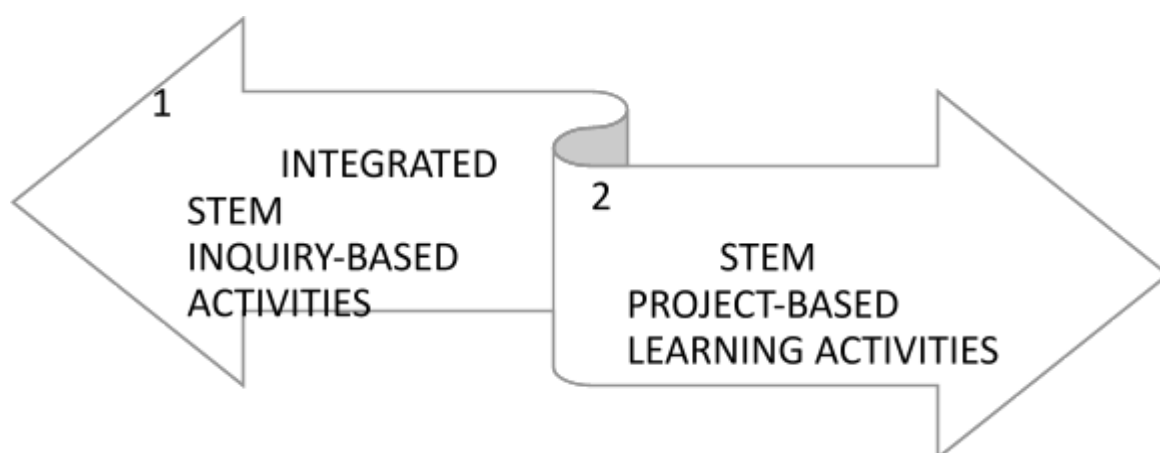 1
INTEGRATED
STEM
INQUIRY-BASED
ACTIVITIES
2
STEM
PROJECT-BASED
LEARNING ACTIVITIES